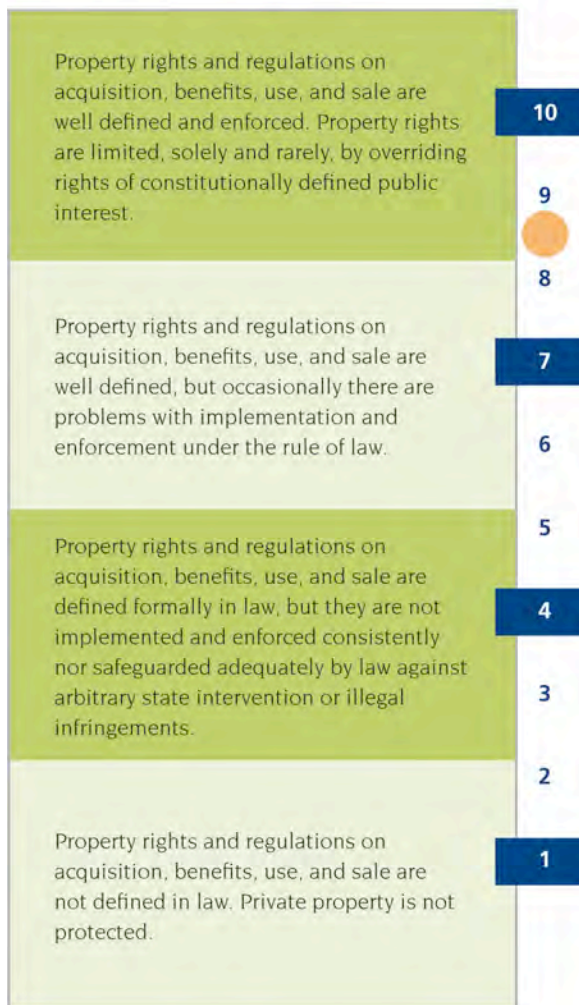 Property rights and regulations on
acquisition, benefits, use, and sale are
well defined and enforced. Property rights
are limited, solely and rarely, by overriding
rights of constitutionally defined public
interest.
10
9
8
Property rights and regulations on
acquisition, benefits, use, and sale are
well defined, but occasionally there are
problems with implementation and
enforcement under the rule of law.
7
6
5
Property rights and regulations on
acquisition, benefits, use, and sale are
defined formally in law, but they are not
implemented and enforced consistently
nor safeguarded adequately by law against
arbitrary state intervention or illegal
infringements.
4
3
2
Property rights and regulations on
acquisition, benefits, use, and sale are
not defined in law. Private property is not
protected.
1